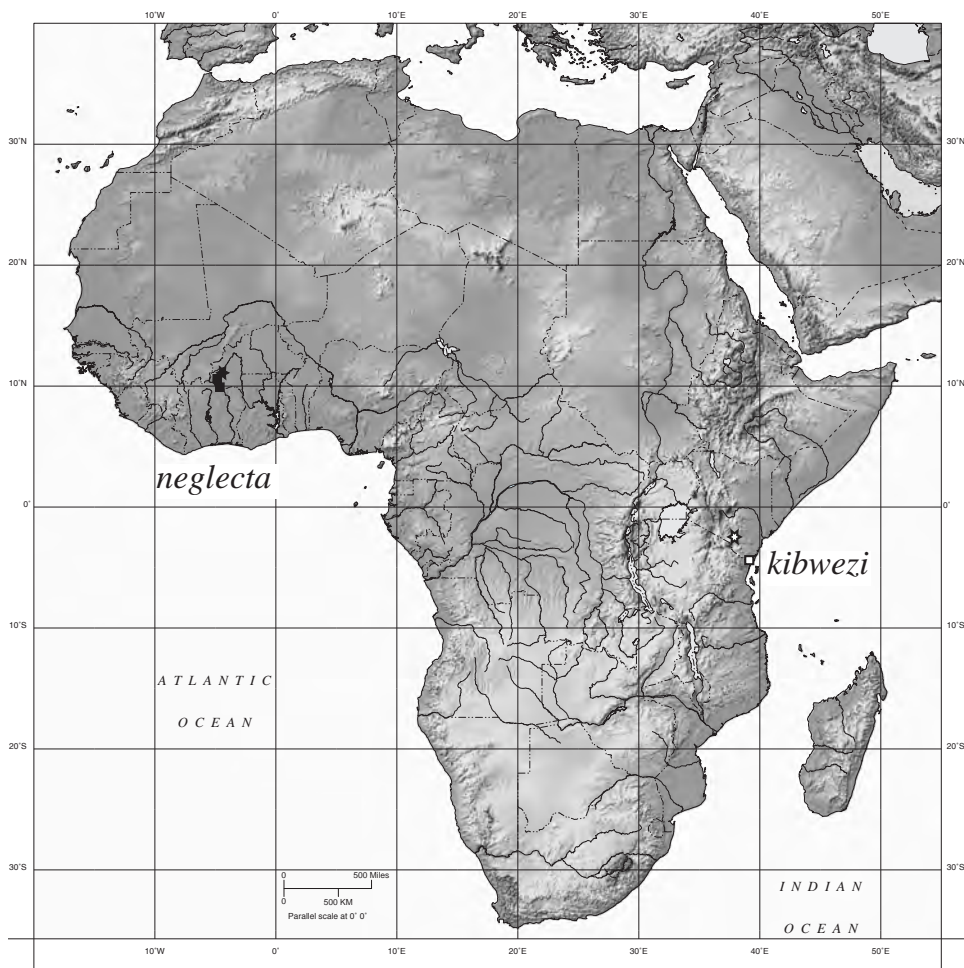 10˚W 0˚ 10˚E 20˚E 30˚E 40˚E 50˚E
30˚N 30˚N
20˚N 20˚N
10˚N 10˚N
neglecta
0˚ 0˚
kibwezi
10˚S 10˚S
ATLANTIC
OCEAN
20˚S 20˚S
30˚S 30˚S
0 500 Miles
0 500 KM
Parallel scale at 0˚ 0˚
INDIAN
OCEAN
10˚W 0˚ 10˚E 20˚E 30˚E 40˚E 50˚E